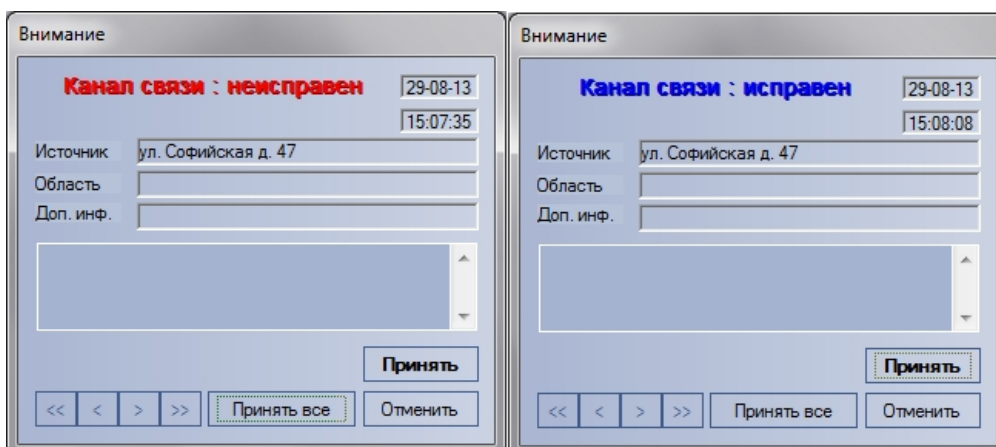 Внимание
Канал связи : неисправен 29-08-13
15:07:35
Источник ул. Софийская д. 47
Область
Доп. инф.
Принять
<< < > >> Принять все Отменить
Внимание
Канал связи : исправен 29-08-13
15:08:08
Источник ул. Софийская д. 47
Область
Доп. инф.
Принять
<< < > >> Принять все Отменить